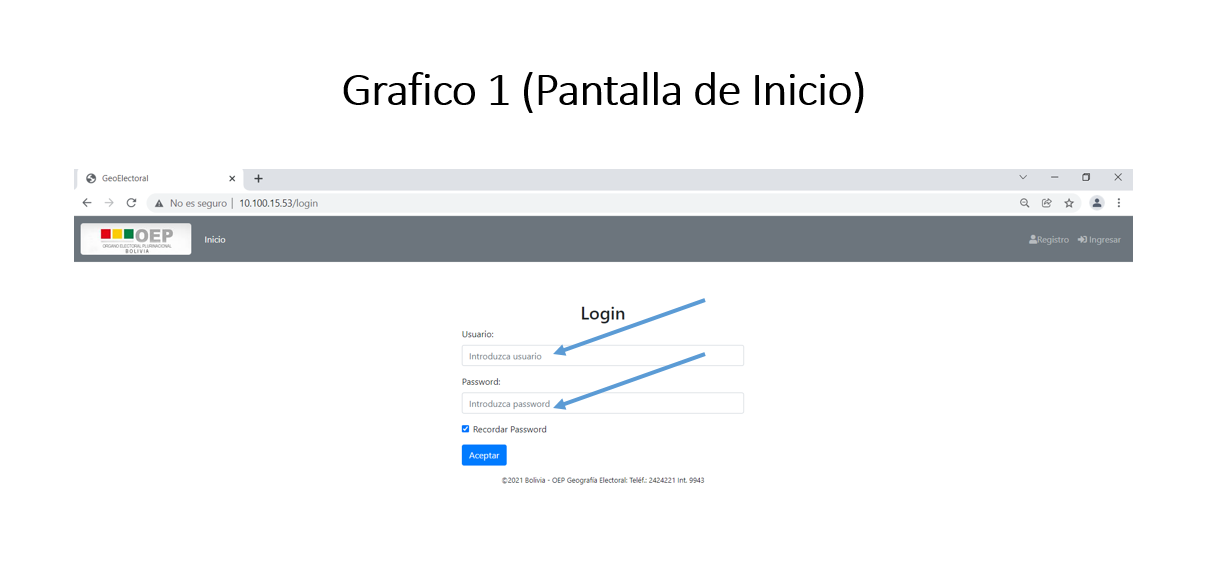 Grafico 1 (Pantalla de Inicio)
GeoElectoral
No es seguro | 10.100.15.53/login
OEP
ÓRGANO ELECTORAL PLURINACIONAL
BOLIVIA
Inicio
Registro
Ingresar
Login
Usuario:
Introduzca usuario
Password:
Introduzca password
Recordar Password
Aceptar
©2021 Bolivia - OEP Geografía Electoral: Teléf.: 2424221 Int. 9943